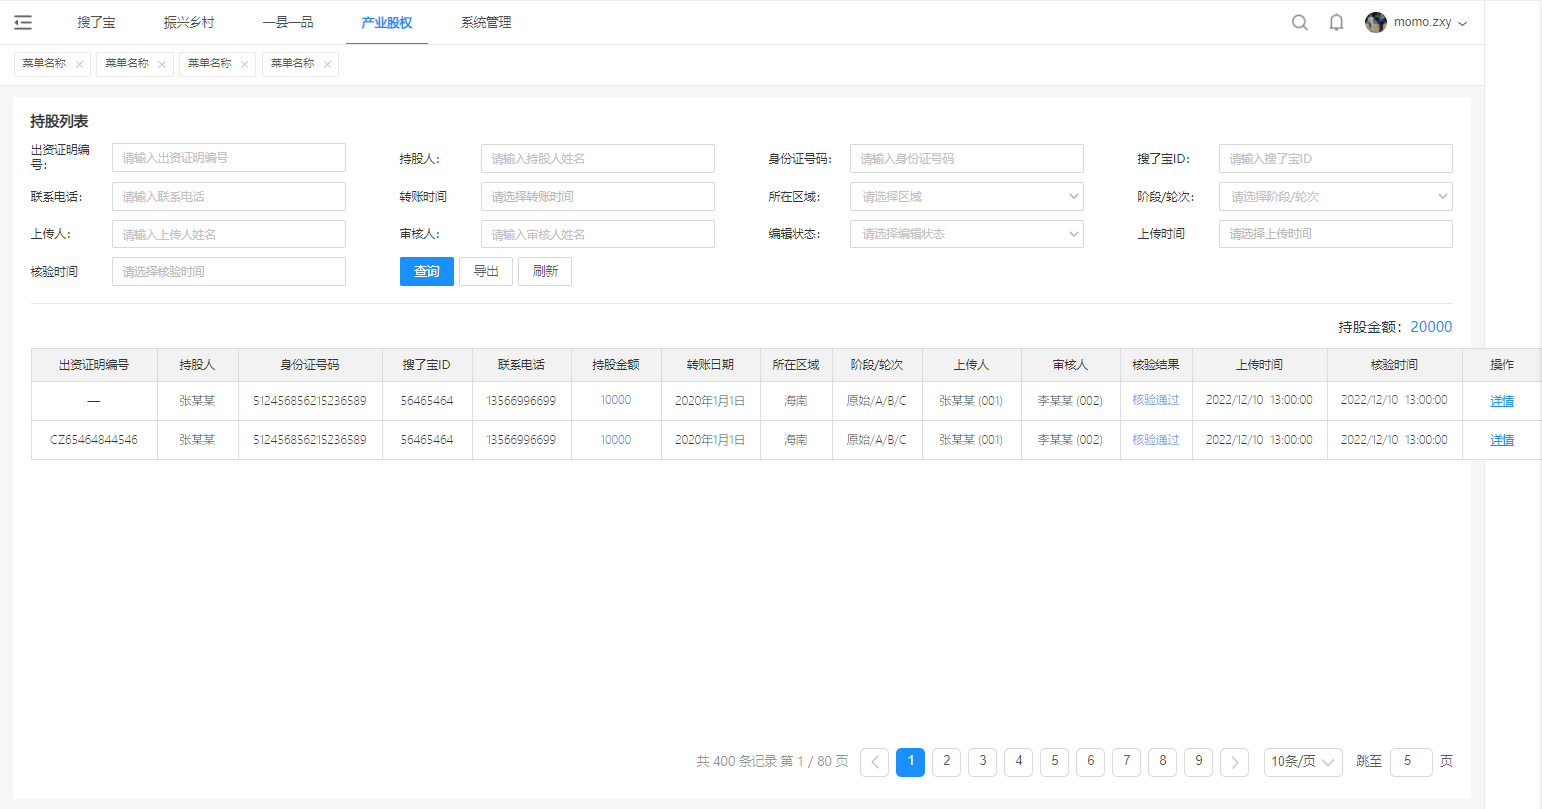 搜了宝 振兴乡村 一县一品 产业股权 系统管理 momo.zxy
菜单名称 菜单名称 菜单名称 菜单名称
持股列表
出资证明编号: 请输入出资证明编号 持股人: 请输入持股人姓名 身份证号码: 请输入身份证号码 搜了宝ID: 请输入搜了宝ID
联系电话: 请输入联系电话 转账时间 请选择转账时间 所在区域: 请选择区域 阶段/轮次: 请选择阶段/轮次
上传人: 请输入上传人姓名 审核人: 请输入审核人姓名 编辑状态: 请选择编辑状态 上传时间 请选择上传时间
核验时间 请选择核验时间 查询 导出 刷新
持股金额: 20000
出资证明编号 持股人 身份证号码 搜了宝ID 联系电话 持股金额 转账日期 所在区域 阶段/轮次 上传人 审核人 核验结果 上传时间 核验时间 操作
— 张某某 512456856215236589 56465464 13566996699 10000 2020年1月1日 海南 原始/A/B/C 张某某 (001) 李某某 (002) 核验通过 2022/12/10 13:00:00 2022/12/10 13:00:00 详情
CZ65464844546 张某某 512456856215236589 56465464 13566996699 10000 2020年1月1日 海南 原始/A/B/C 张某某 (001) 李某某 (002) 核验通过 2022/12/10 13:00:00 2022/12/10 13:00:00 详情
共 400 条记录 第 1 / 80 页 1 2 3 4 5 6 7 8 9 10条/页 跳至 5 页